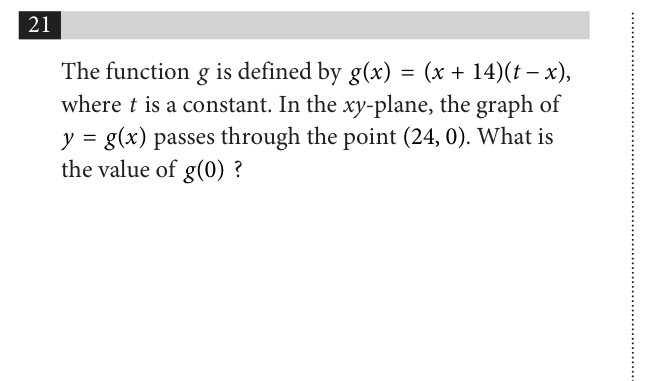 21
The function g is defined by g(x) = (x + 14)(t − x),
where t is a constant. In the xy-plane, the graph of
y = g(x) passes through the point (24, 0). What is
the value of g(0) ?